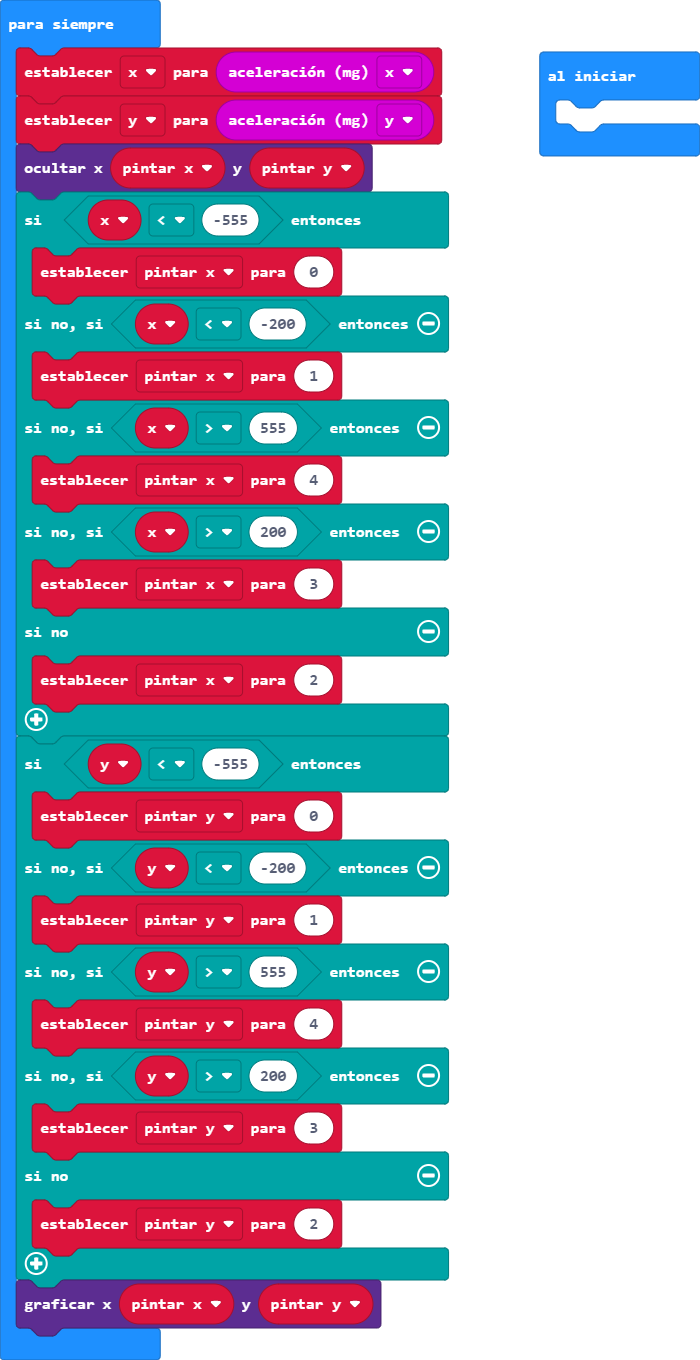 para siempre
establecer x para aceleración (mg) x
al iniciar
establecer y para aceleración (mg) y
ocultar x pintar x y pintar y
si x < -555 entonces
establecer pintar x para 0
si no, si x < -200 entonces
establecer pintar x para 1
si no, si x > 555 entonces
establecer pintar x para 4
si no, si x > 200 entonces
establecer pintar x para 3
si no
establecer pintar x para 2
si y < -555 entonces
establecer pintar y para 0
si no, si y < -200 entonces
establecer pintar y para 1
si no, si y > 555 entonces
establecer pintar y para 4
si no, si y > 200 entonces
establecer pintar y para 3
si no
establecer pintar y para 2
graficar x pintar x y pintar y